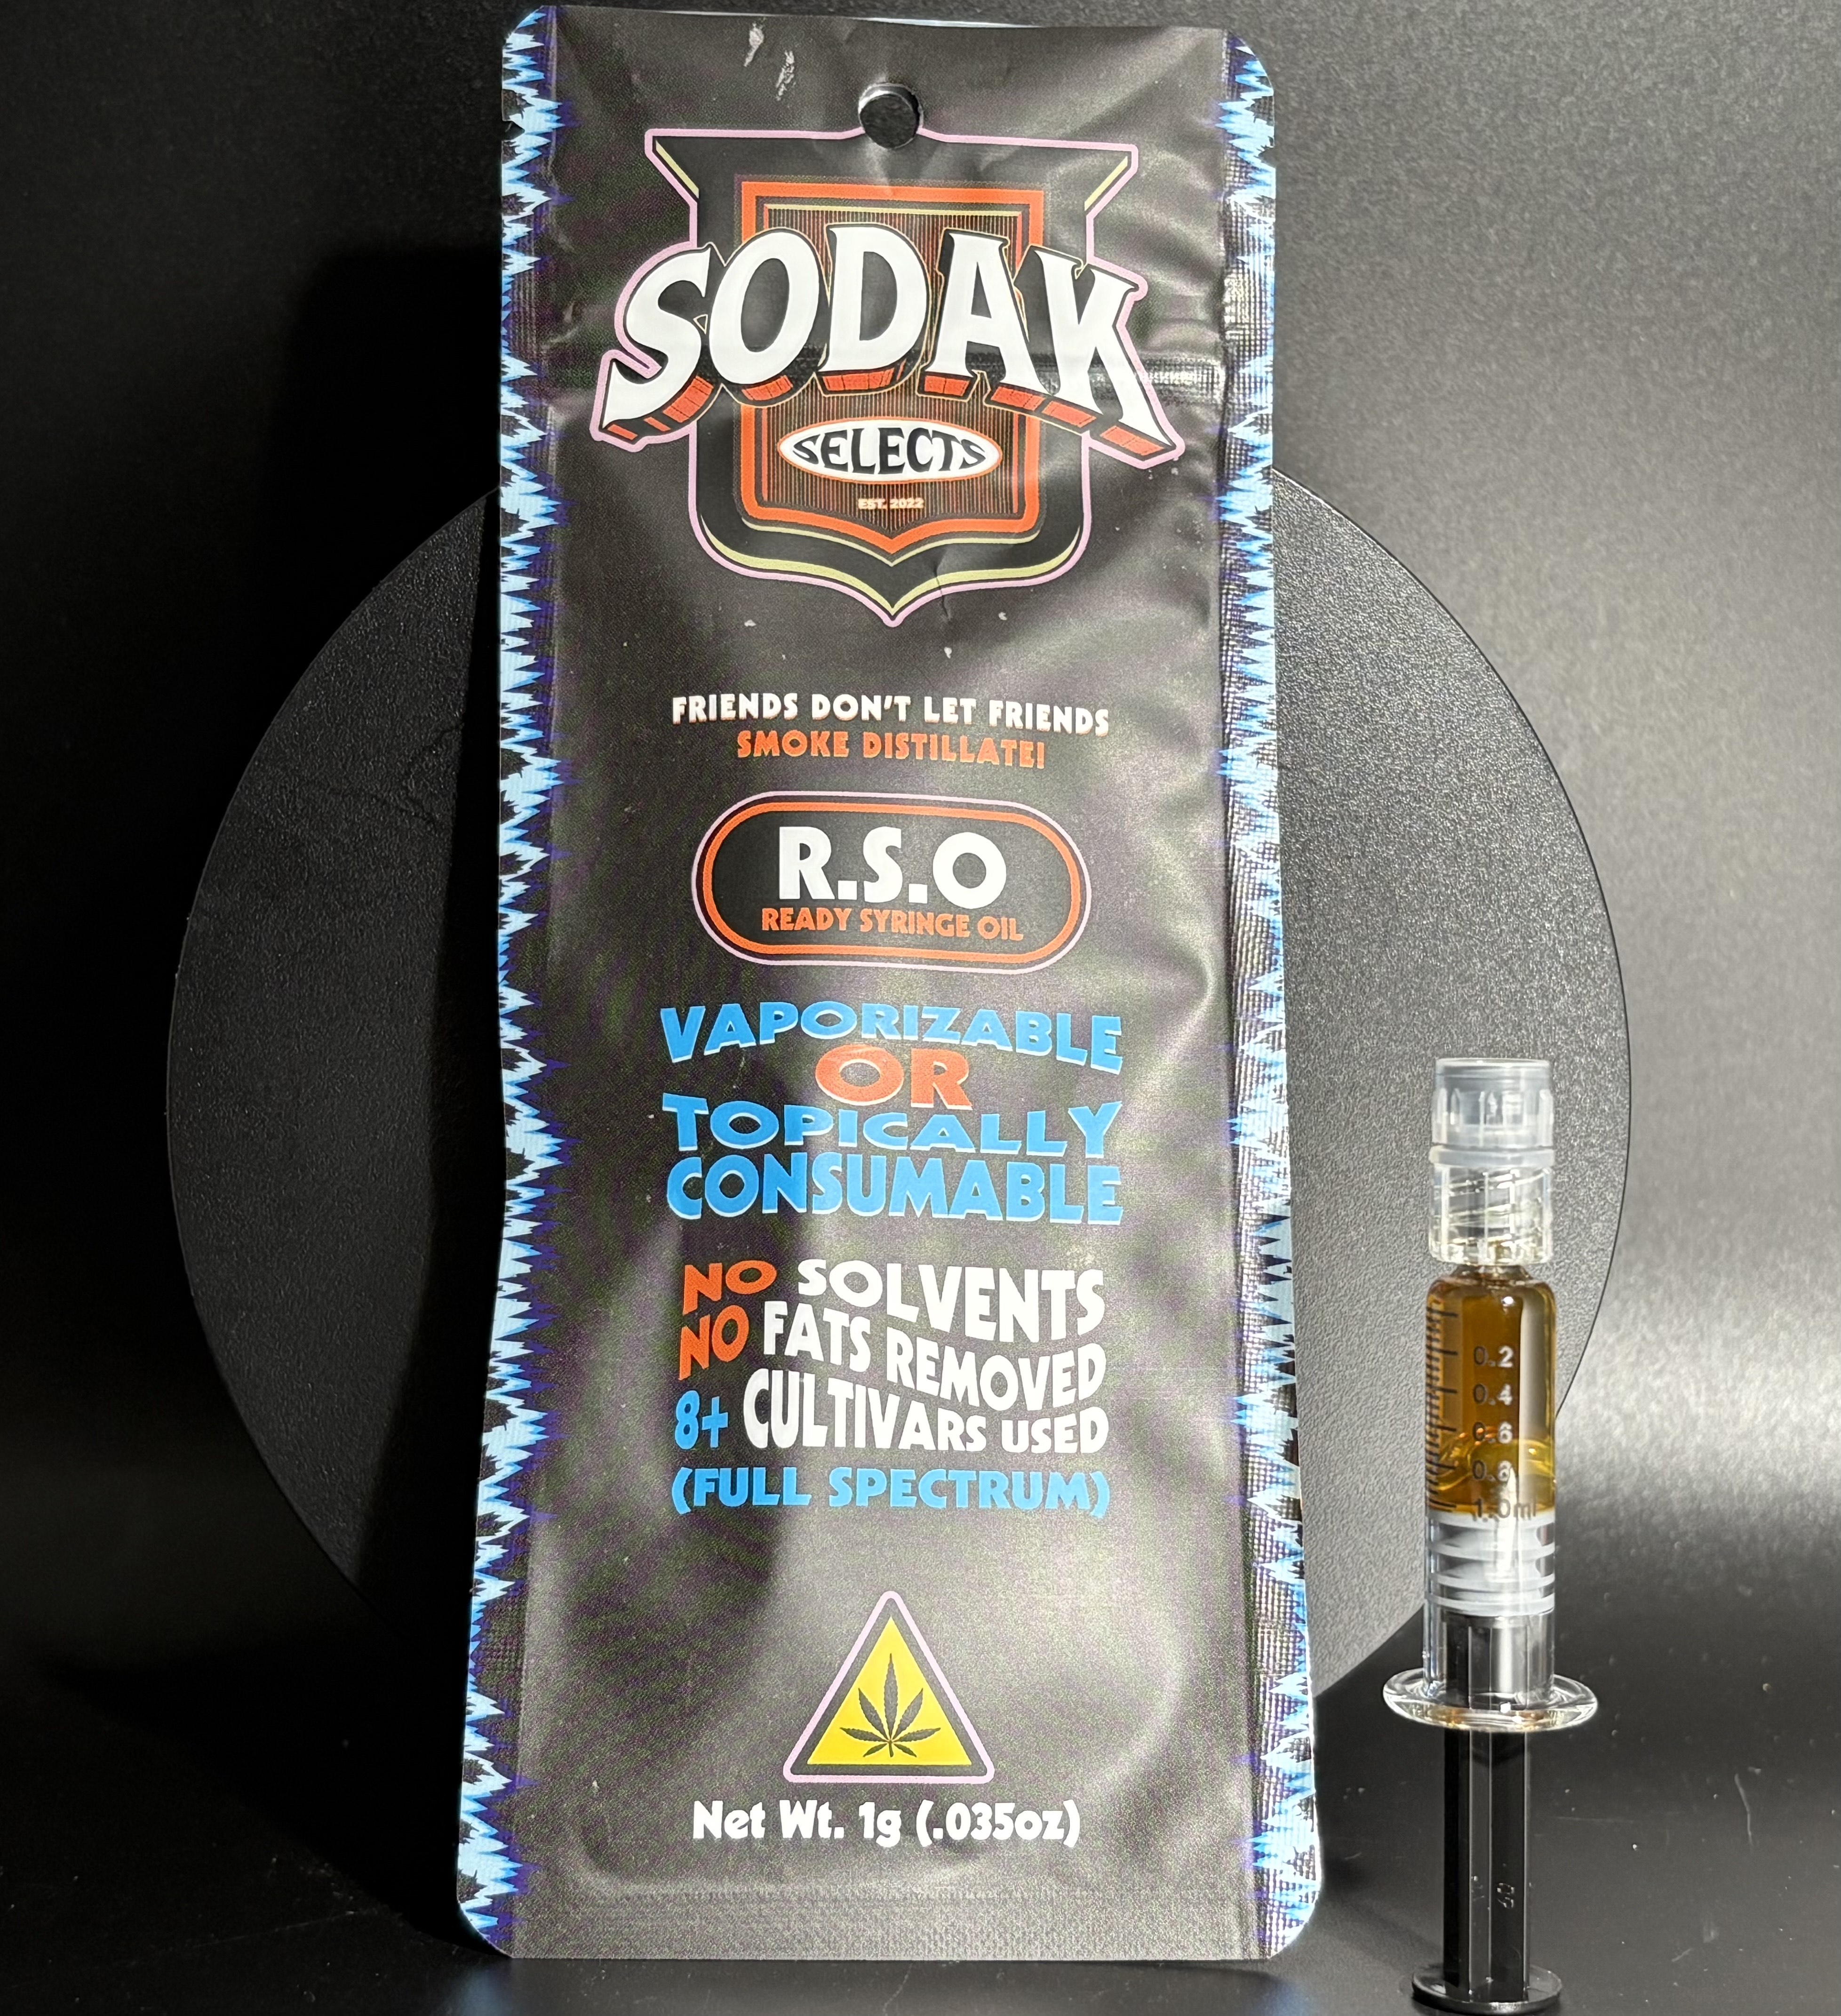 SODAK
SELECTS
EST. 2022
FRIENDS DON'T LET FRIENDS
SMOKE DISTILLATE!
R.S.O
READY SYRINGE OIL
VAPORIZABLE
OR
TOPICALLY
CONSUMABLE
NO SOLVENTS
NO FATS REMOVED
8+ CULTIVARS USED
(FULL SPECTRUM)
Net Wt. 1g (.035oz)
0.2
0.4
0.6
0.8
1.0ml